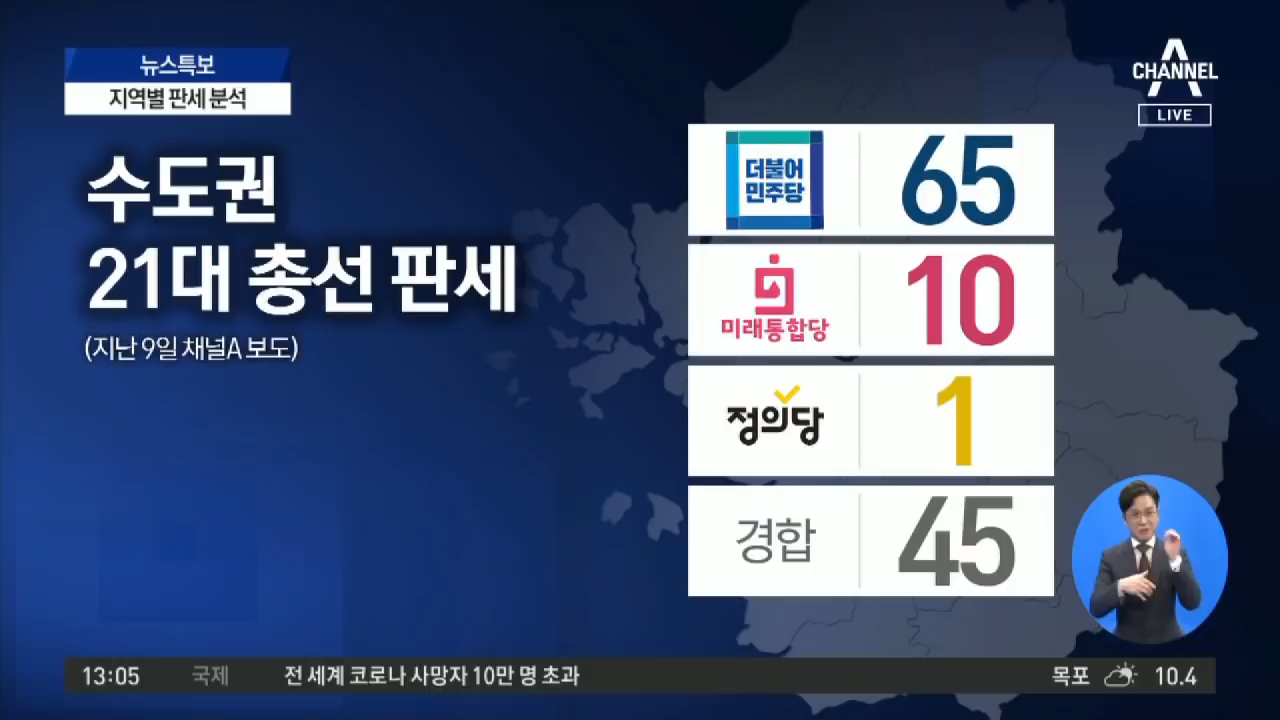 뉴스특보
지역별 판세 분석
CHANNEL A
LIVE
수도권
21대 총선 판세
(지난 9일 채널A 보도)
더불어
민주당
65
미래통합당
10
정의당
1
경합
45
13:05 국제 전 세계 코로나 사망자 10만 명 초과 목포 10.4